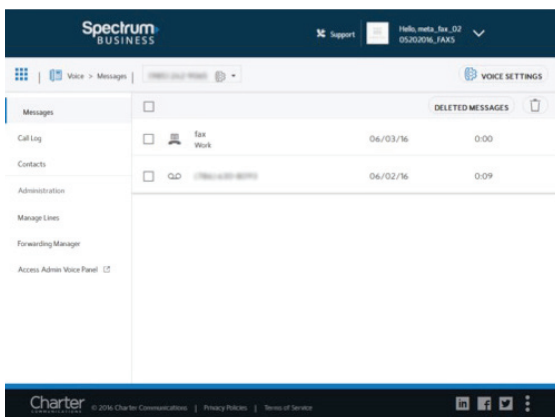 Spectrum
BUSINESS
Support
Hello, meta_fax_02
05202016_FAX5
Voice > Messages
VOICE SETTINGS
Messages
DELETED MESSAGES
Call Log
fax
Work
06/03/16
0:00
Contacts
06/02/16
0:09
Administration
Manage Lines
Forwarding Manager
Access Admin Voice Panel
Charter
COMMUNICATIONS
© 2016 Charter Communications | Privacy Policies | Terms of Service